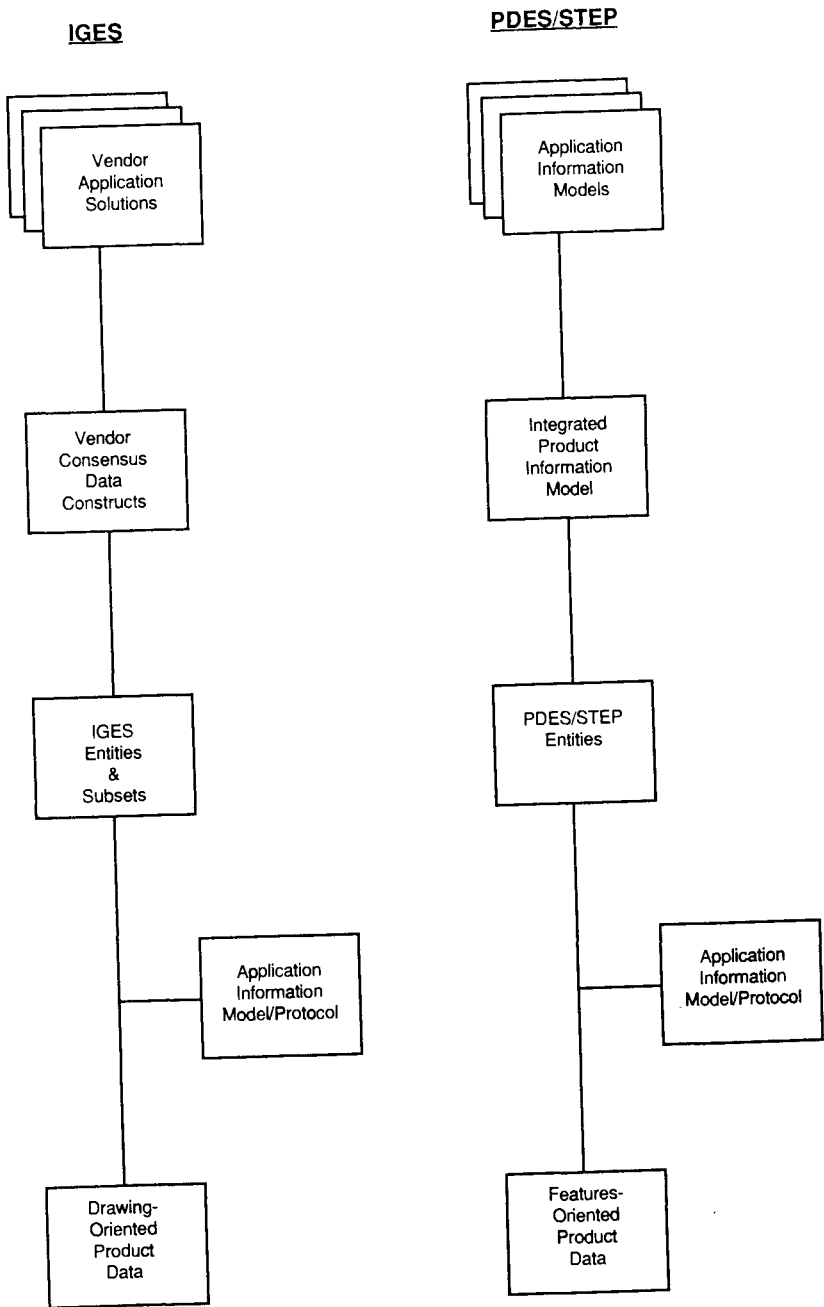 IGES
Vendor
Application
Solutions
Vendor
Consensus
Data
Constructs
IGES
Entities
&
Subsets
Application
Information
Model/Protocol
Drawing-
Oriented
Product
Data
PDES/STEP
Application
Information
Models
Integrated
Product
Information
Model
PDES/STEP
Entities
Application
Information
Model/Protocol
Features-
Oriented
Product
Data